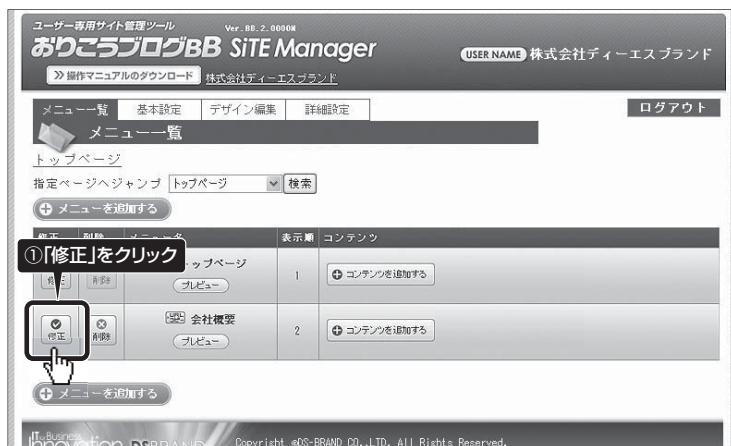 ユーザー専用サイト管理ツール Ver.BB.2.0000M
おりこうブログBB SiTE Manager
USER NAME 株式会社ディーエスブランド
≫操作マニュアルのダウンロード 株式会社ディーエスブランド
メニュー一覧 基本設定 デザイン編集 詳細設定 ログアウト
メニュー一覧
トップページ
指定ページへジャンプ トップページ 検索
メニューを追加する
表示順 コンテンツ
①「修正」をクリック
修正 削除 ップページ 1 コンテンツを追加する
プレビュー
修正 削除 会社概要 2 コンテンツを追加する
プレビュー
メニューを追加する
IT&Business
Innovation DSBRAND Copyright ©DS-BRAND CO.,LTD. All Rights Reserved.